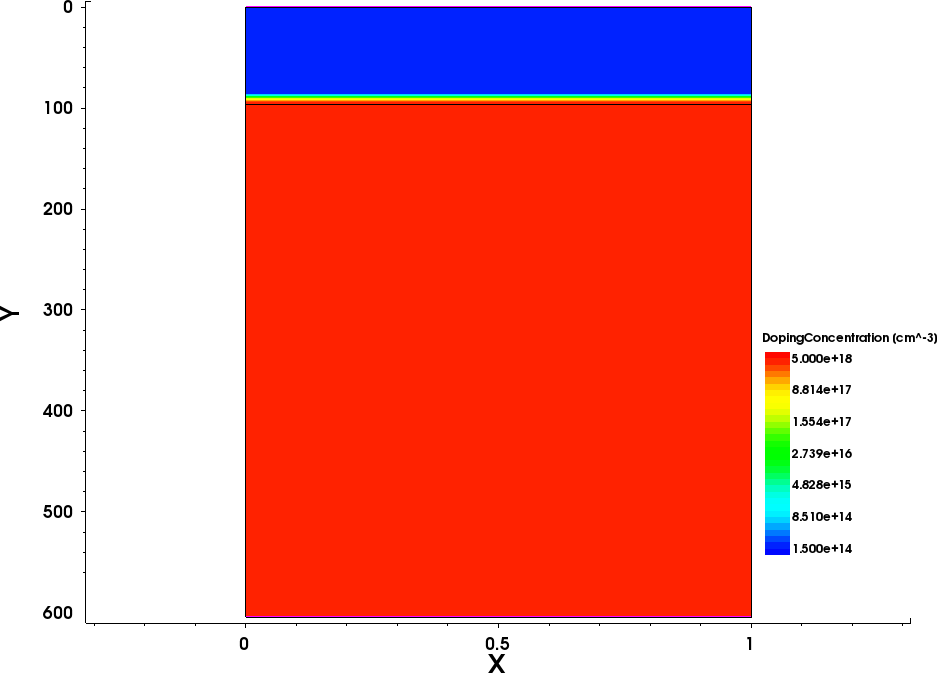 0
100
200
300
400
500
600
Y
0
0.5
1
X
DopingConcentration (cm^-3)
5.000e+18
8.814e+17
1.554e+17
2.739e+16
4.828e+15
8.510e+14
1.500e+14